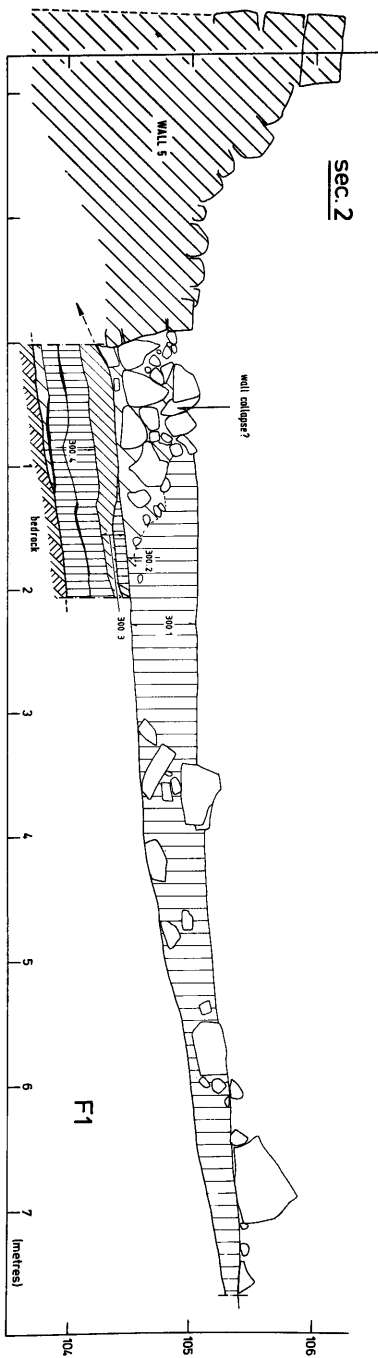 sec. 2
WALL 5
wall collapse?
300.1
300.2
300.3
300.4
bedrock
F1
1
2
3
4
5
6
7
(metres)
104
105
106